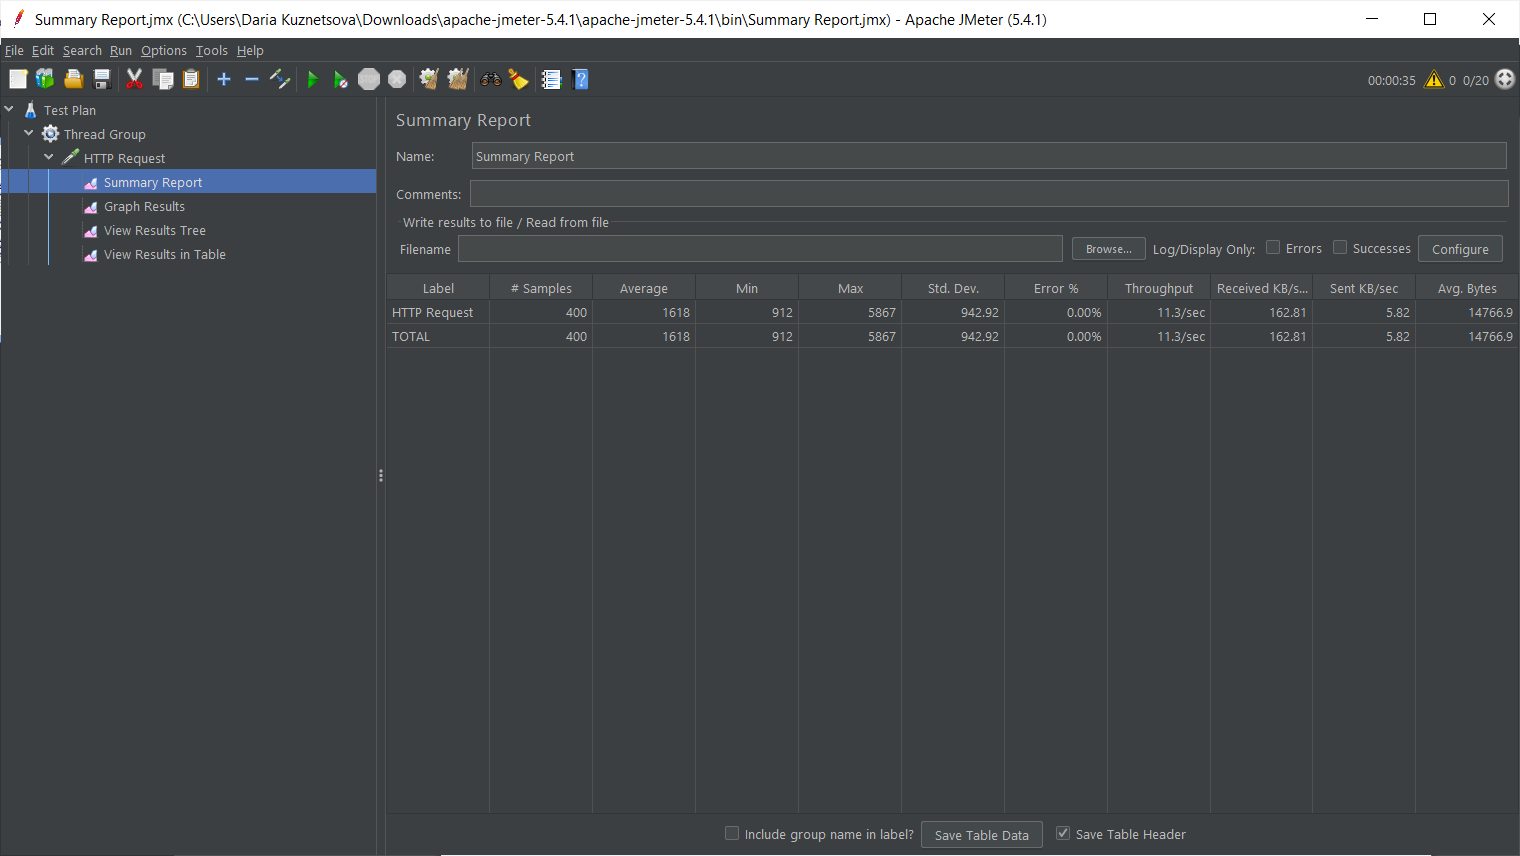 Summary Report.jmx (C:\Users\Daria Kuznetsova\Downloads\apache-jmeter-5.4.1\apache-jmeter-5.4.1\bin\Summary Report.jmx) - Apache JMeter (5.4.1)
File Edit Search Run Options Tools Help
00:00:35 0 0/20
Test Plan
Thread Group
HTTP Request
Summary Report
Graph Results
View Results Tree
View Results in Table
Summary Report
Name: Summary Report
Comments:
Write results to file / Read from file
Filename Browse... Log/Display Only: Errors Successes Configure
Label # Samples Average Min Max Std. Dev. Error % Throughput Received KB/s... Sent KB/sec Avg. Bytes
HTTP Request 400 1618 912 5867 942.92 0.00% 11.3/sec 162.81 5.82 14766.9
TOTAL 400 1618 912 5867 942.92 0.00% 11.3/sec 162.81 5.82 14766.9
Include group name in label? Save Table Data Save Table Header